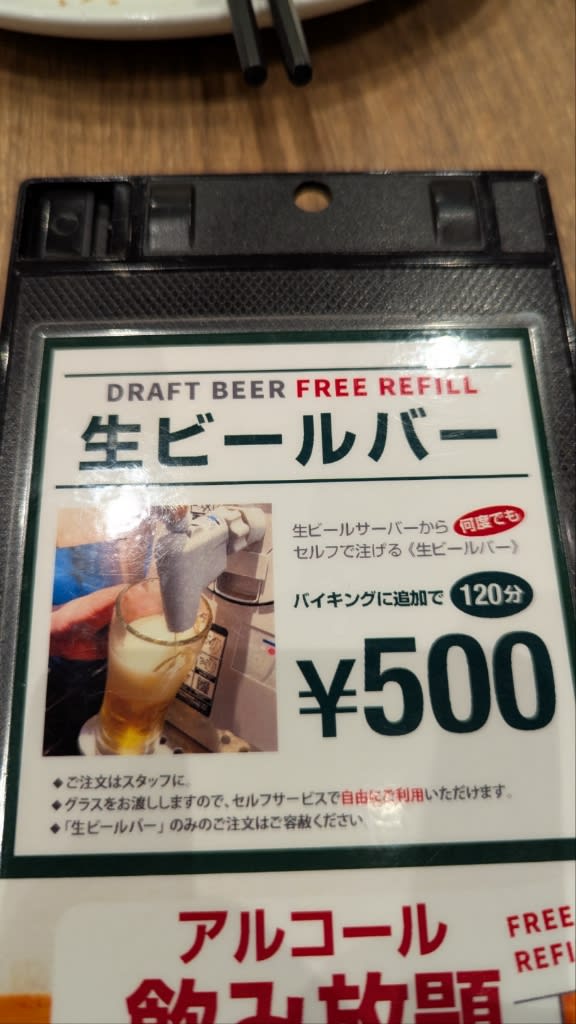 DRAFT BEER FREE REFILL
生ビールバー
生ビールサーバーから 何度でも
セルフで注げる《生ビールバー》
バイキングに追加で 120分
¥500
◆ご注文はスタッフに。
◆グラスをお渡ししますので、セルフサービスで自由にご利用いただけます。
◆「生ビールバー」のみのご注文はご容赦ください
アルコール
飲み放題
FREE
REFI